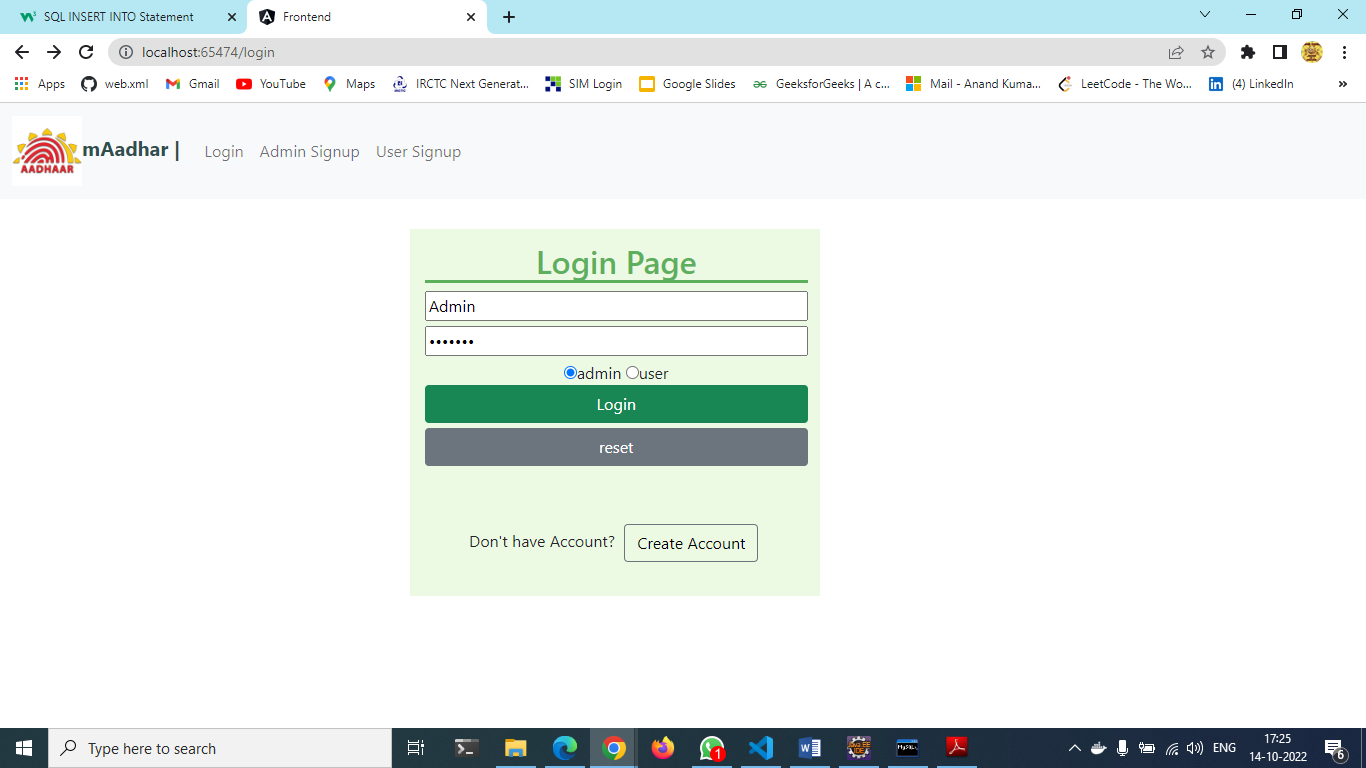 SQL INSERT INTO Statement
Frontend
localhost:65474/login
Apps
web.xml
Gmail
YouTube
Maps
IRCTC Next Generat...
SIM Login
Google Slides
GeeksforGeeks | A c...
Mail - Anand Kuma...
LeetCode - The Wo...
(4) LinkedIn
»
AADHAAR
mAadhar |
Login
Admin Signup
User Signup
Login Page
Admin
•••••••
admin user
Login
reset
Don't have Account? Create Account
Type here to search
1
ENG
17:25
14-10-2022
6